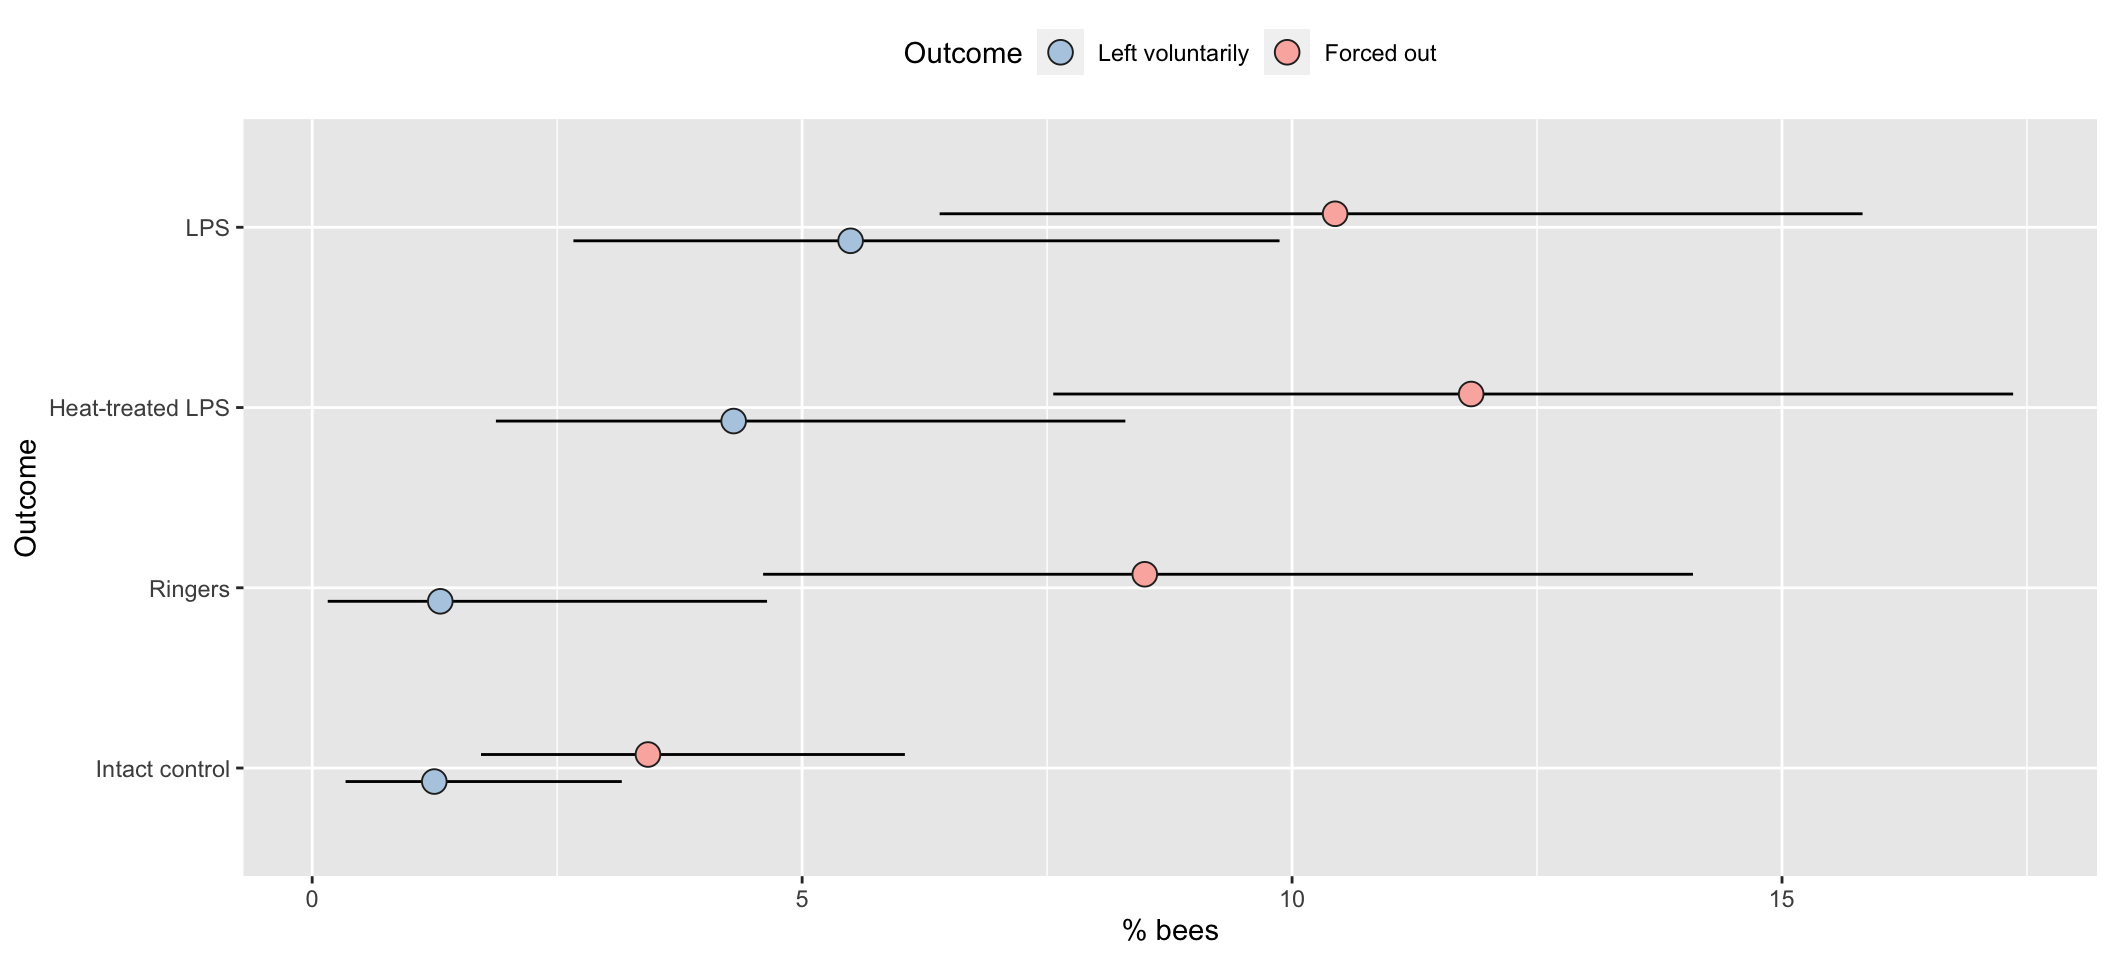 Outcome Left voluntarily Forced out
LPS
Heat-treated LPS
Ringers
Intact control
Outcome
0 5 10 15
% bees